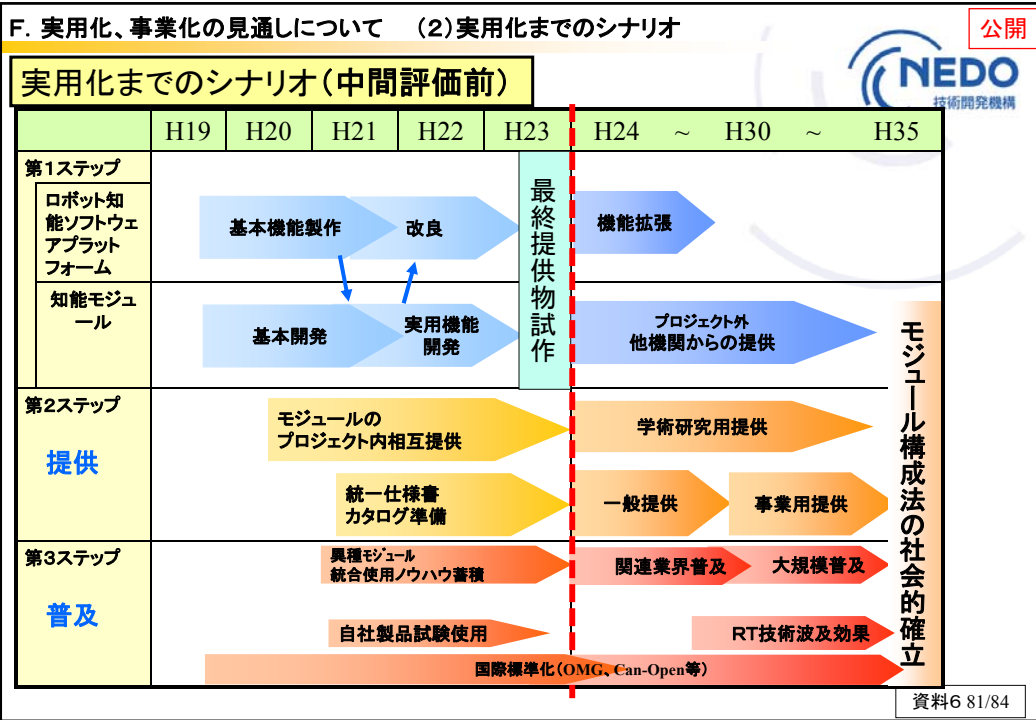 F. 実用化、事業化の見通しについて　(2)実用化までのシナリオ
公開
実用化までのシナリオ(中間評価前)
NEDO
技術開発機構
H19 H20 H21 H22 H23 H24 ~ H30 ~ H35
第1ステップ
ロボット知
能ソフトウェ
アプラット
フォーム
基本機能製作
改良
機能拡張
最終提供物試作
知能モジュ
ール
基本開発
実用機能
開発
プロジェクト外
他機関からの提供
第2ステップ
提供
モジュールの
プロジェクト内相互提供
学術研究用提供
統一仕様書
カタログ準備
一般提供
事業用提供
第3ステップ
普及
異種モジュール
統合使用ノウハウ蓄積
関連業界普及
大規模普及
自社製品試験使用
RT技術波及効果
国際標準化(OMG、Can-Open等)
モジュール構成法の社会的確立
資料6 81/84